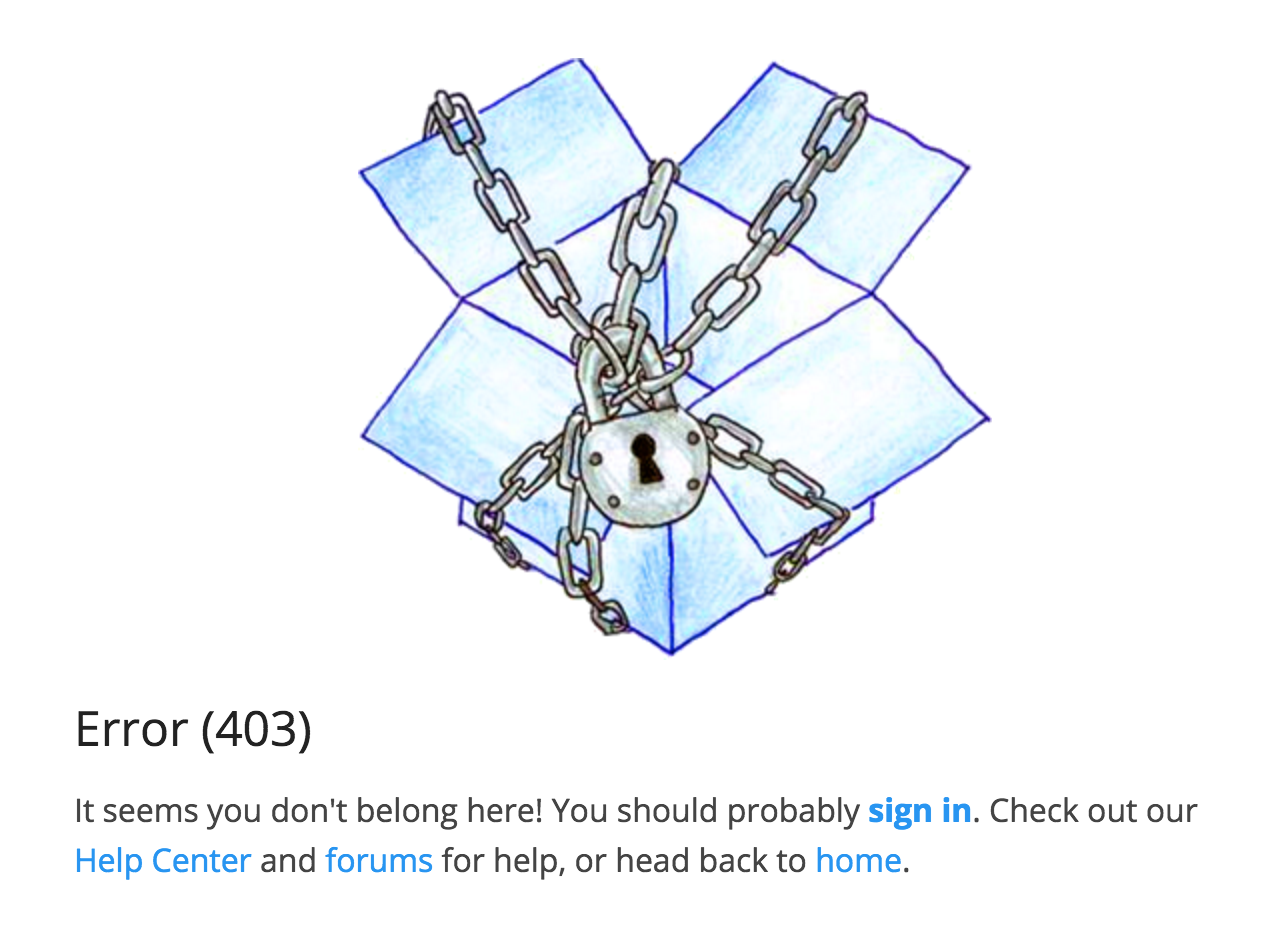 Error (403)
It seems you don't belong here! You should probably sign in. Check out our
Help Center and forums for help, or head back to home.